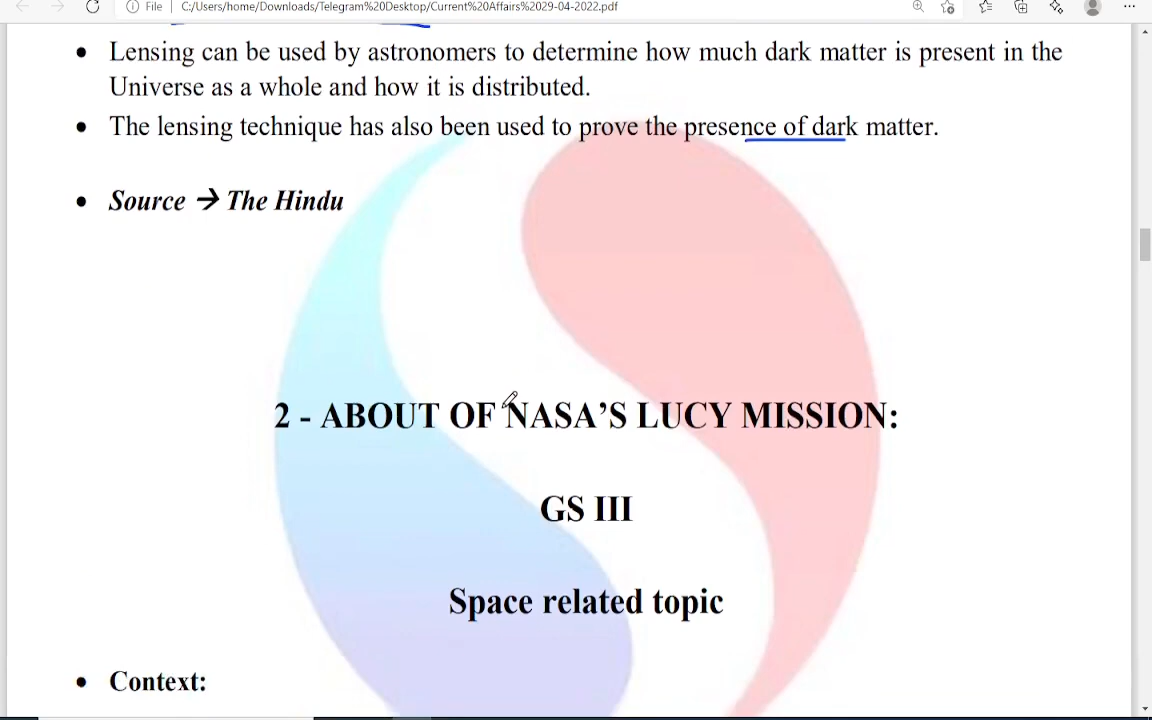 File | C:/Users/home/Downloads/Telegram%20Desktop/Current%20Affairs%2029-04-2022.pdf
• Lensing can be used by astronomers to determine how much dark matter is present in the
Universe as a whole and how it is distributed.
• The lensing technique has also been used to prove the presence of dark matter.
• Source → The Hindu
2 - ABOUT OF NASA’S LUCY MISSION:
GS III
Space related topic
• Context: